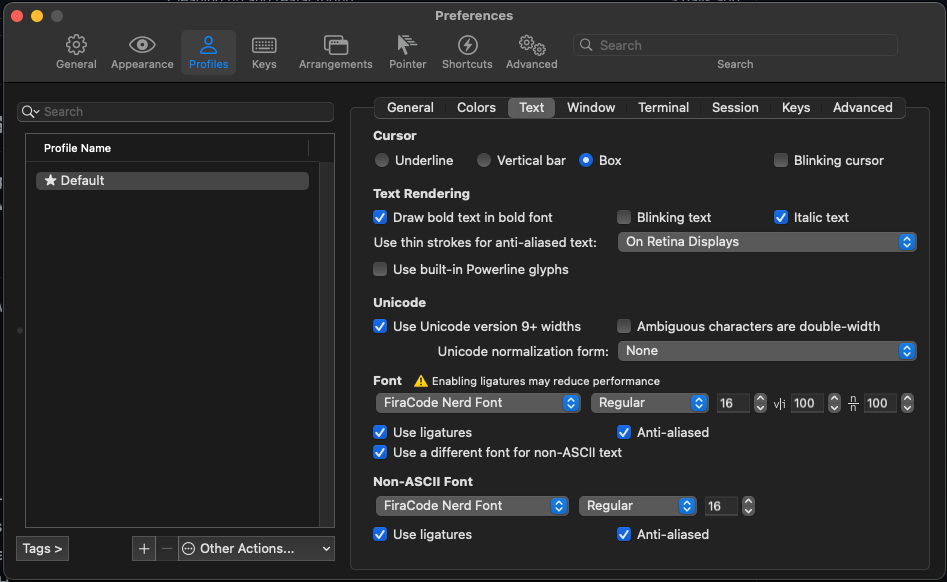 Preferences
General Appearance Profiles Keys Arrangements Pointer Shortcuts Advanced Search
Search
Search
General Colors Text Window Terminal Session Keys Advanced
Profile Name
★ Default
Cursor
Underline Vertical bar Box Blinking cursor
Text Rendering
Draw bold text in bold font Blinking text Italic text
Use thin strokes for anti-aliased text: On Retina Displays
Use built-in Powerline glyphs
Unicode
Use Unicode version 9+ widths Ambiguous characters are double-width
Unicode normalization form: None
Font Enabling ligatures may reduce performance
FiraCode Nerd Font Regular 16 v|i 100 n/n 100
Use ligatures Anti-aliased
Use a different font for non-ASCII text
Non-ASCII Font
FiraCode Nerd Font Regular 16
Use ligatures Anti-aliased
Tags > + − Other Actions...